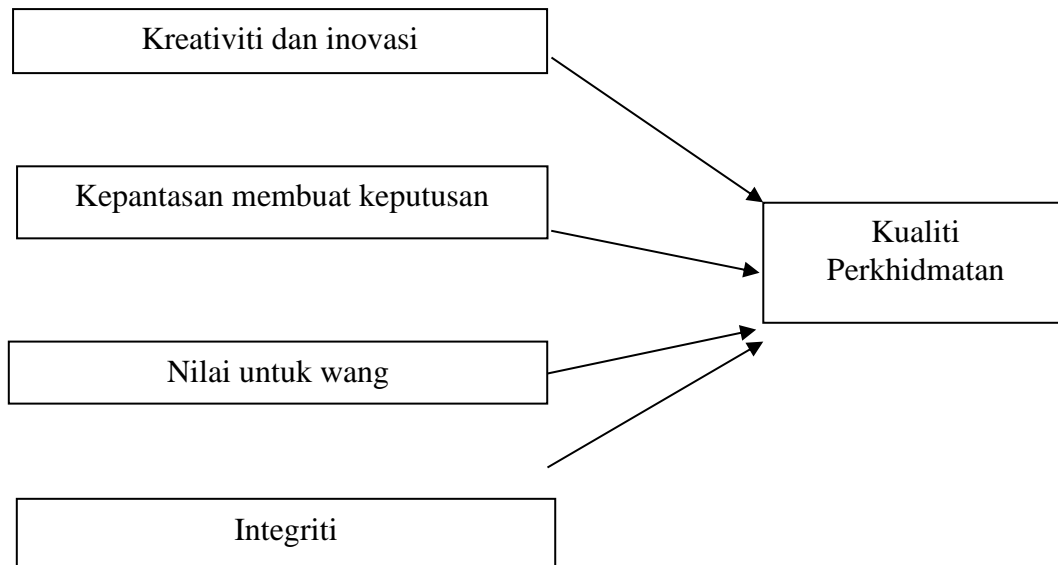 Kreativiti dan inovasi
Kepantasan membuat keputusan
Kualiti
Perkhidmatan
Nilai untuk wang
Integriti